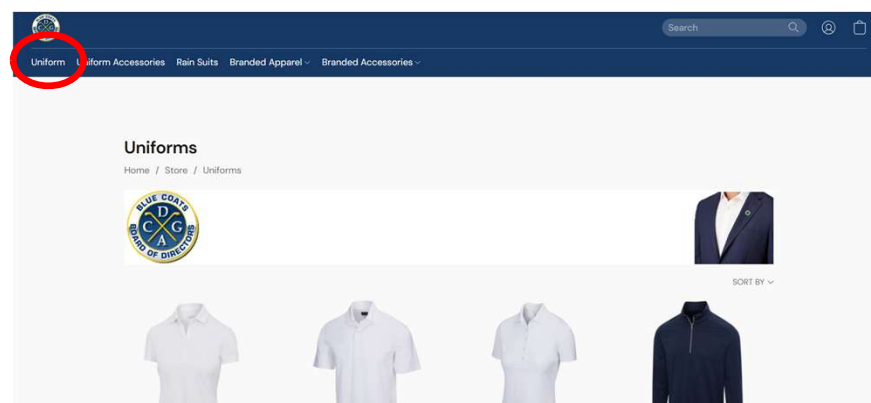 Search
Uniform Uniform Accessories Rain Suits Branded Apparel Branded Accessories
Uniforms
Home / Store / Uniforms
BLUE COATS
D
C G
A
BOARD OF DIRECTORS
SORT BY